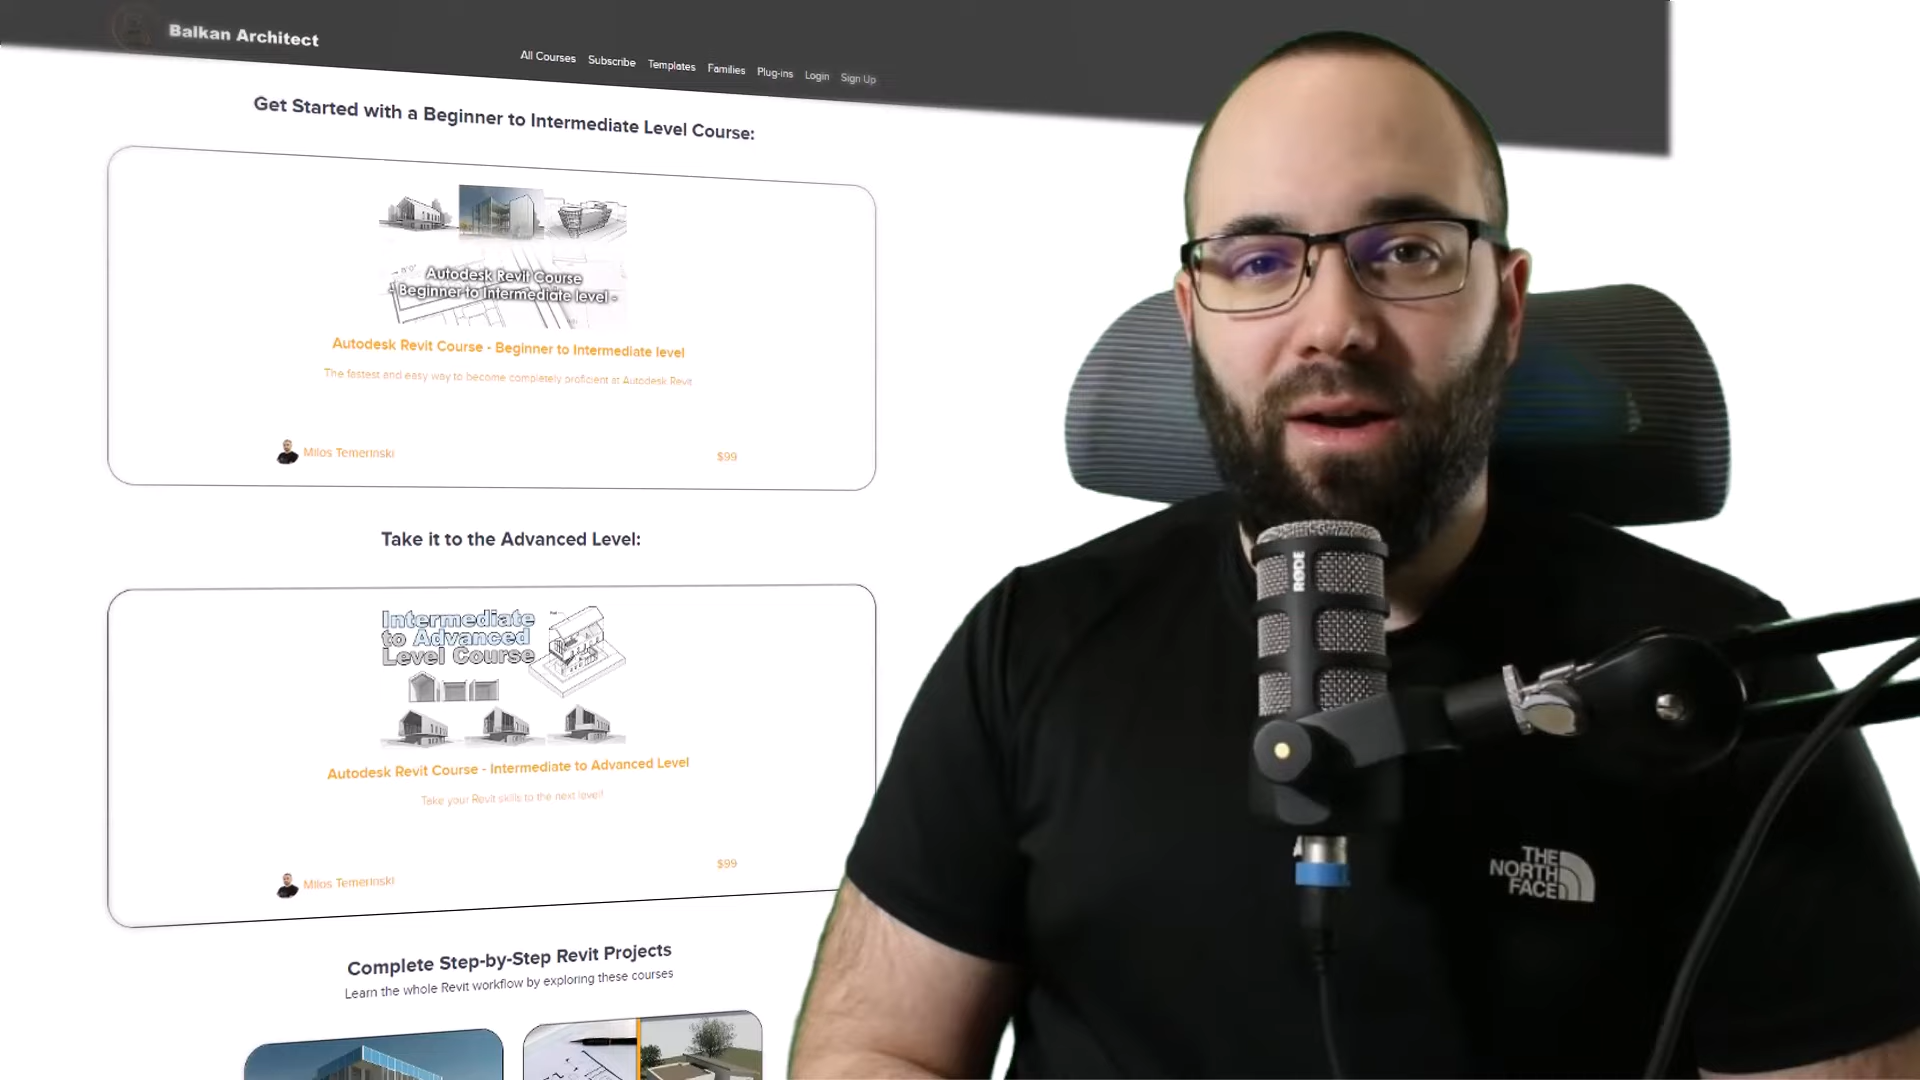 Balkan Architect
All Courses Subscribe Templates Families Plug-ins Login Sign Up
Get Started with a Beginner to Intermediate Level Course:
Autodesk Revit Course
- Beginner to Intermediate level -
Autodesk Revit Course - Beginner to Intermediate level
The fastest and easy way to become completely proficient at Autodesk Revit
Milos Temerinski
$99
Take it to the Advanced Level:
Intermediate
to Advanced
Level Course
Autodesk Revit Course - Intermediate to Advanced Level
Take your Revit skills to the next level!
Milos Temerinski
$99
Complete Step-by-Step Revit Projects
Learn the whole Revit workflow by exploring these courses
RØDE
THE
NORTH
FACE